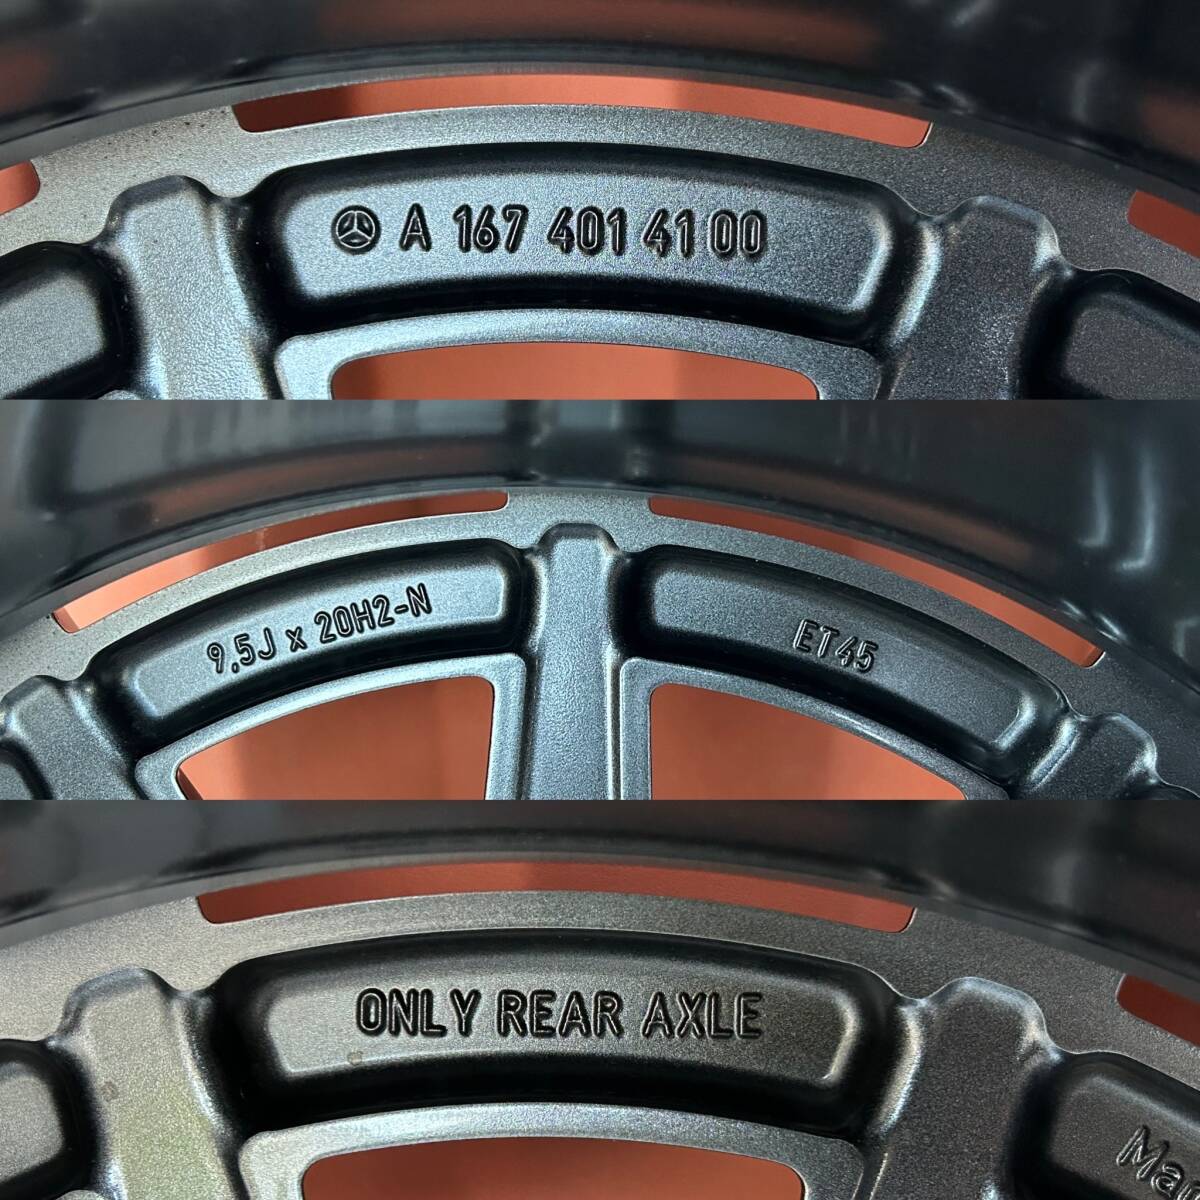 A 167 401 41 00
9.5J x 20H2-N
ET45
ONLY REAR AXLE